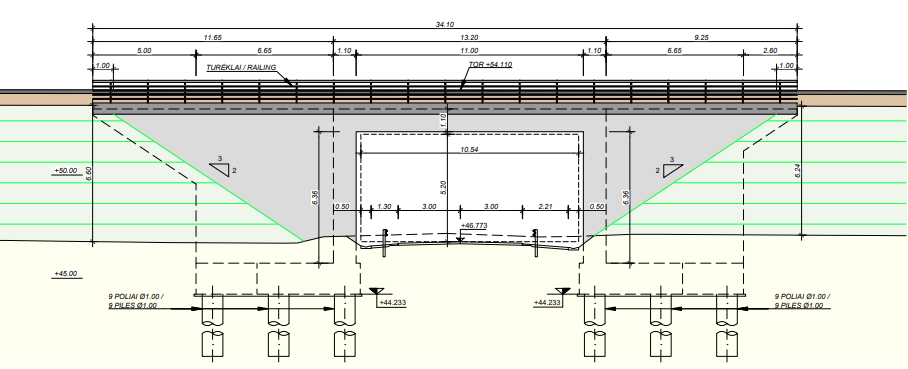 34.10
11.65 13.20 9.25
5.00 6.65 1.10 11.00 1.10 6.65 2.60
1.00 TURĖKLAI / RAILING TOR +54.110 1.00
1.10
10.54
3 2 3 2
+50.00 6.60 6.36 5.20 6.36 6.24
0.50 1.30 3.00 3.00 2.21 0.50
+46.773
+45.00
9 POLIAI Ø1.00 / 9 POLIAI Ø1.00 /
9 PILES Ø1.00 +44.233 +44.233 9 PILES Ø1.00